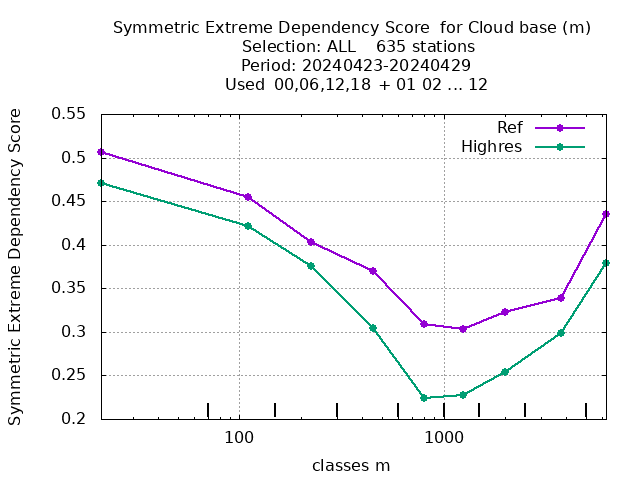 Symmetric Extreme Dependency Score for Cloud base (m)
Selection: ALL 635 stations
Period: 20240423-20240429
Used 00,06,12,18 + 01 02 ... 12
Symmetric Extreme Dependency Score
0.55
0.5
0.45
0.4
0.35
0.3
0.25
0.2
Ref
Highres
100
1000
classes m